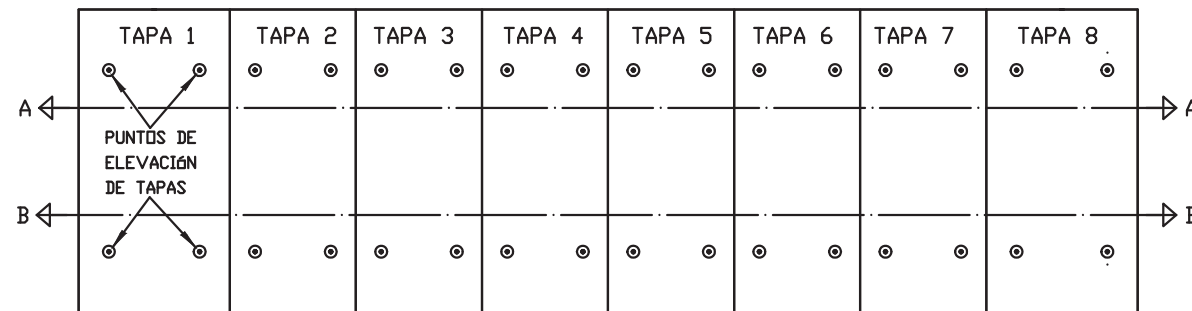 TAPA 1 TAPA 2 TAPA 3 TAPA 4 TAPA 5 TAPA 6 TAPA 7 TAPA 8
A A
PUNTOS DE
ELEVACIóN
DE TAPAS
B B